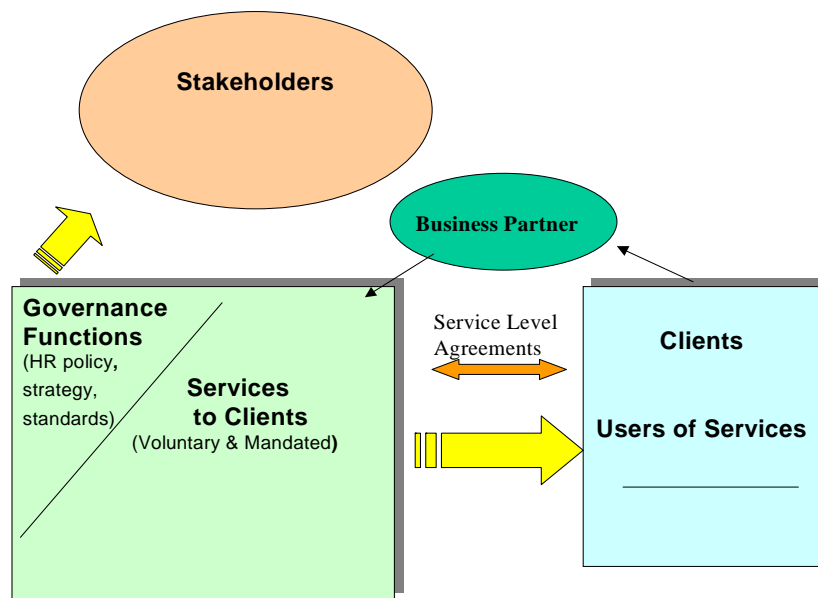 Stakeholders
Business Partner
Governance
Functions
(HR policy,
strategy,
standards)
Services
to Clients
(Voluntary & Mandated)
Service Level
Agreements
Clients
Users of Services